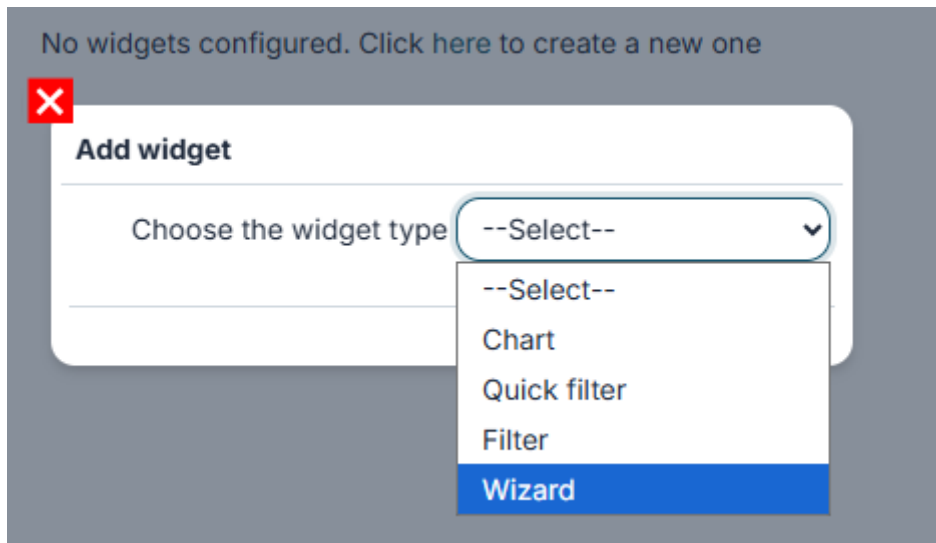 No widgets configured. Click here to create a new one
Add widget
Choose the widget type --Select--
--Select--
Chart
Quick filter
Filter
Wizard